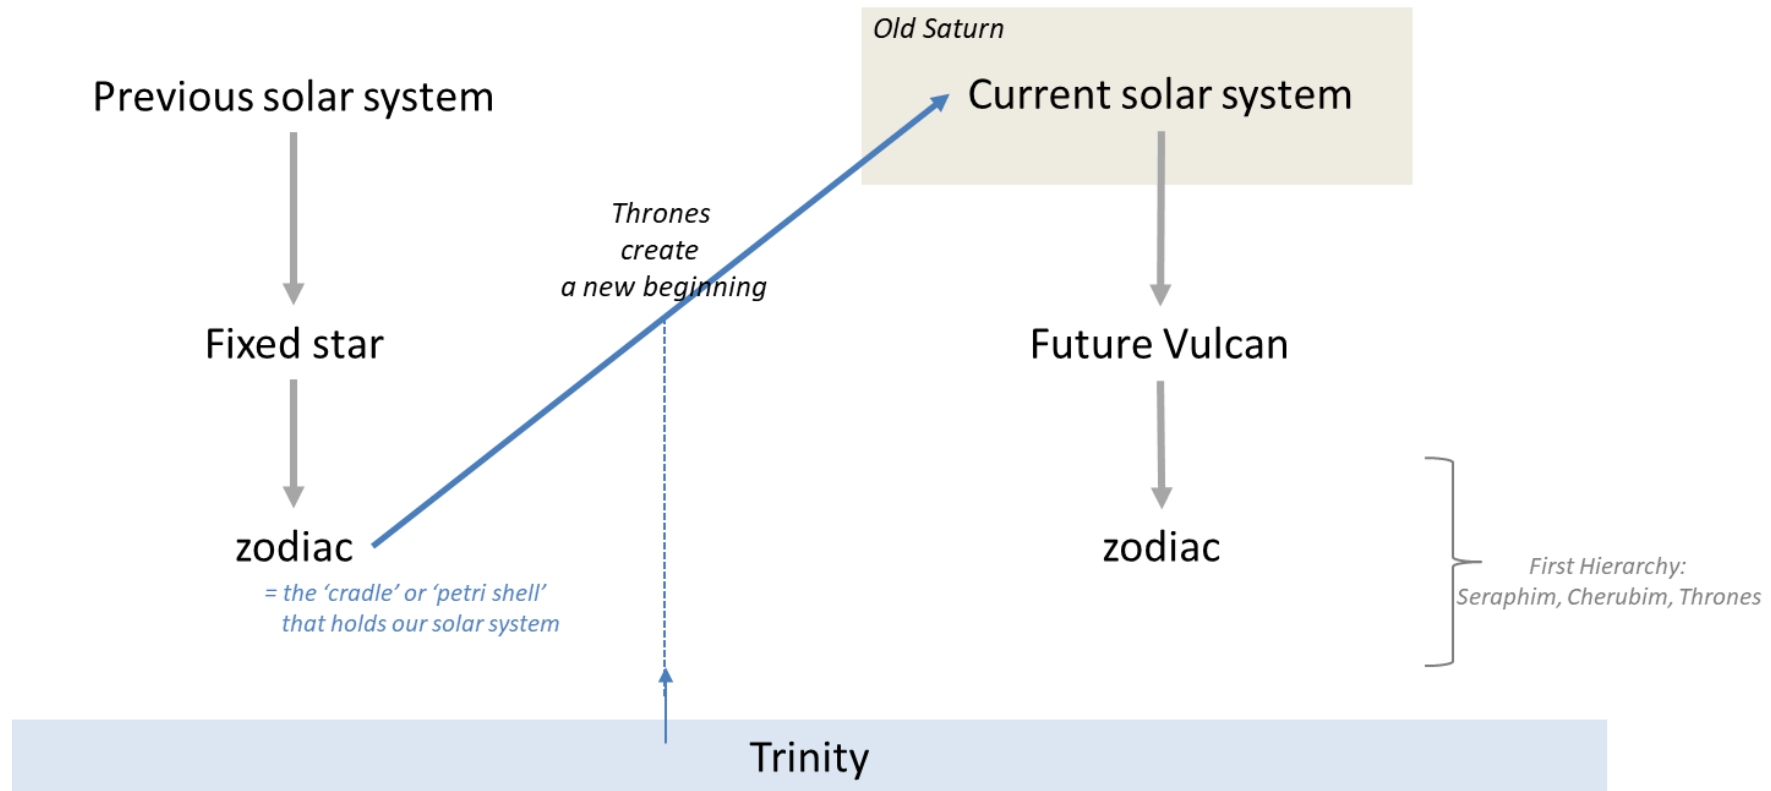 Old Saturn
Previous solar system
Current solar system
Thrones
create
a new beginning
Fixed star
Future Vulcan
zodiac
= the ‘cradle’ or ‘petri shell’
that holds our solar system
zodiac
First Hierarchy:
Seraphim, Cherubim, Thrones
Trinity